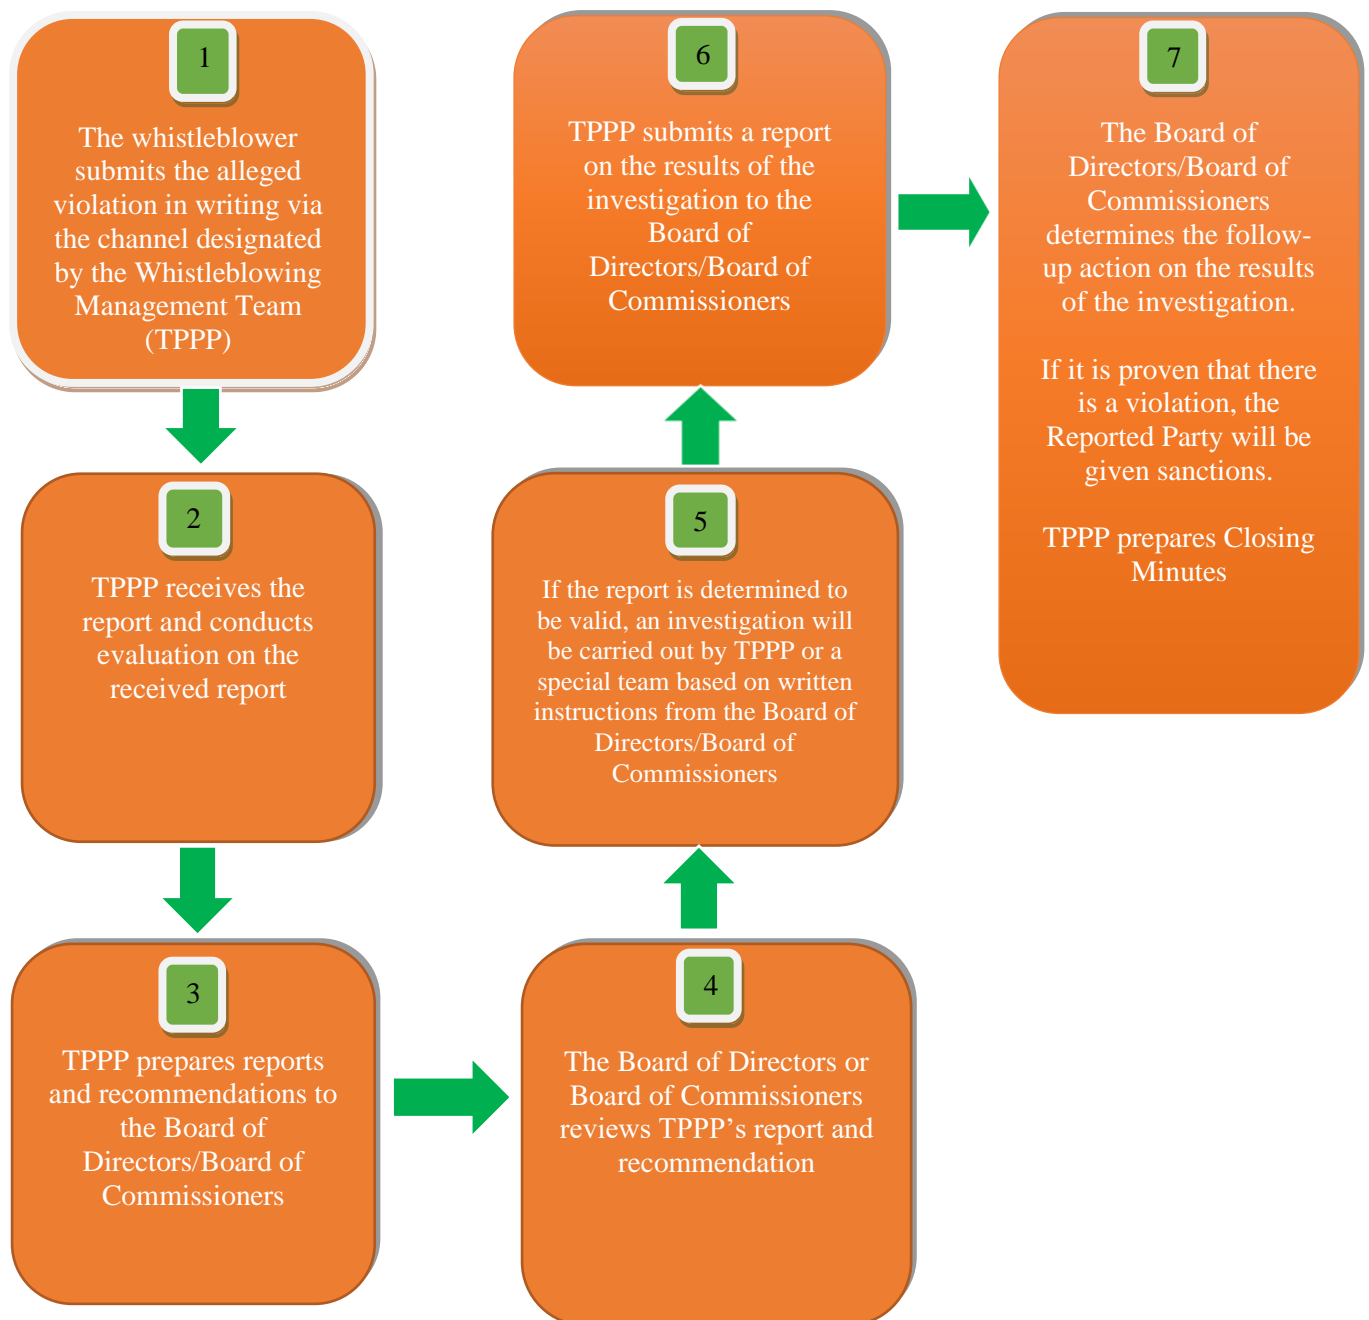 1
The whistleblower
submits the alleged
violation in writing via
the channel designated
by the Whistleblowing
Management Team
(TPPP)
2
TPPP receives the
report and conducts
evaluation on the
received report
3
TPPP prepares reports
and recommendations to
the Board of
Directors/Board of
Commissioners
4
The Board of Directors or
Board of Commissioners
reviews TPPP’s report and
recommendation
5
If the report is determined to
be valid, an investigation will
be carried out by TPPP or a
special team based on written
instructions from the Board of
Directors/Board of
Commissioners
6
TPPP submits a report
on the results of the
investigation to the
Board of
Directors/Board of
Commissioners
7
The Board of
Directors/Board of
Commissioners
determines the follow-
up action on the results
of the investigation.
If it is proven that there
is a violation, the
Reported Party will be
given sanctions.
TPPP prepares Closing
Minutes